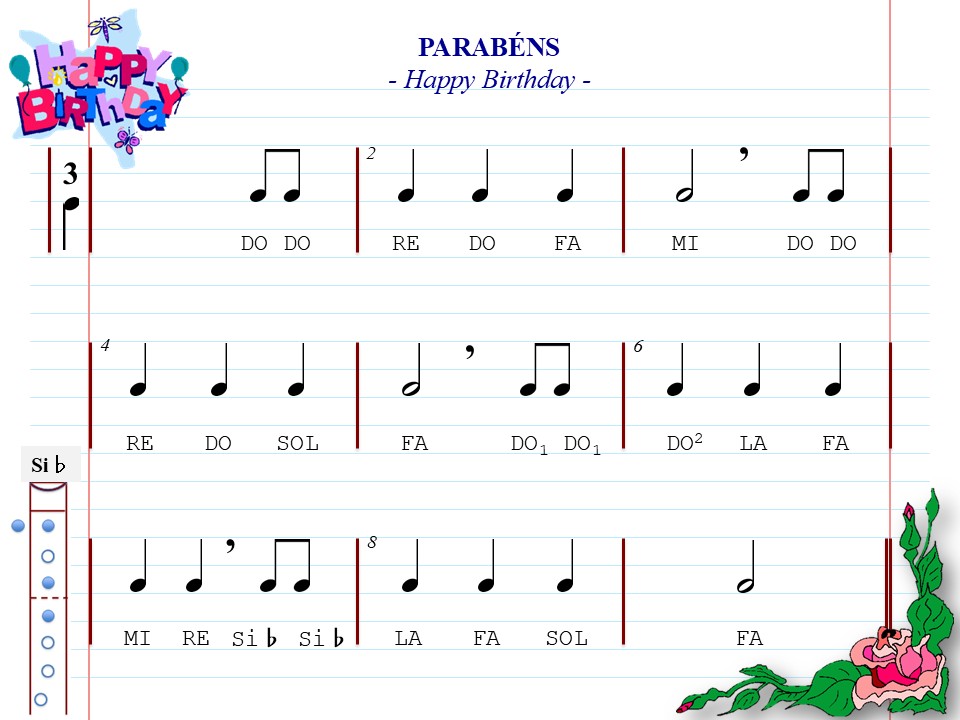 HAPPY
BIRTHDAY
PARABÉNS
- Happy Birthday -
3 2 ,
DO DO RE DO FA MI DO DO
4 , 6
RE DO SOL FA DO₁ DO₁ DO² LA FA
Si ♭
, 8
MI RE Si ♭ Si ♭ LA FA SOL FA